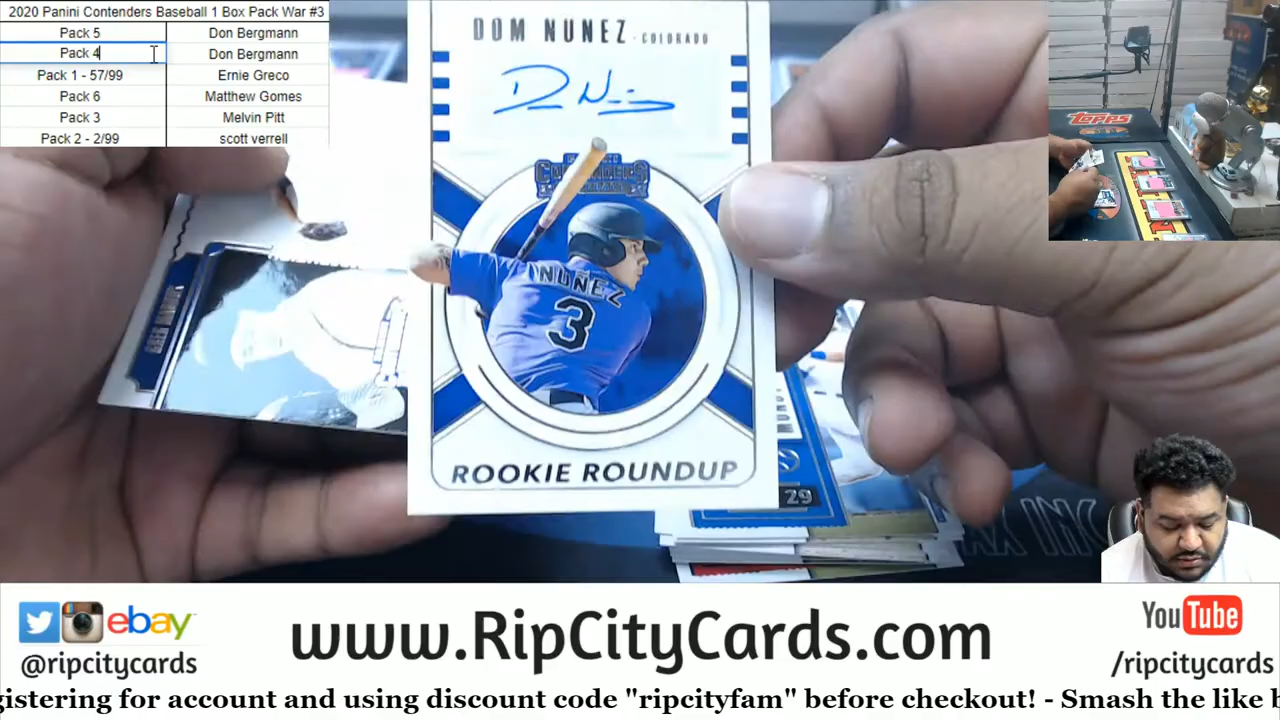 2020 Panini Contenders Baseball 1 Box Pack War #3
Pack 5 Don Bergmann
Pack 4 Don Bergmann
Pack 1 - 57/99 Ernie Greco
Pack 6 Matthew Gomes
Pack 3 Melvin Pitt
Pack 2 - 2/99 scott verrell
DOM NUNEZ - COLORADO
CONTENDERS
NUÑEZ
3
ROOKIE ROUNDUP
29
TOPPS
ebay
@ripcitycards
www.RipCityCards.com
YouTube
/ripcitycards
gistering for account and using discount code "ripcityfam" before checkout! - Smash the like b